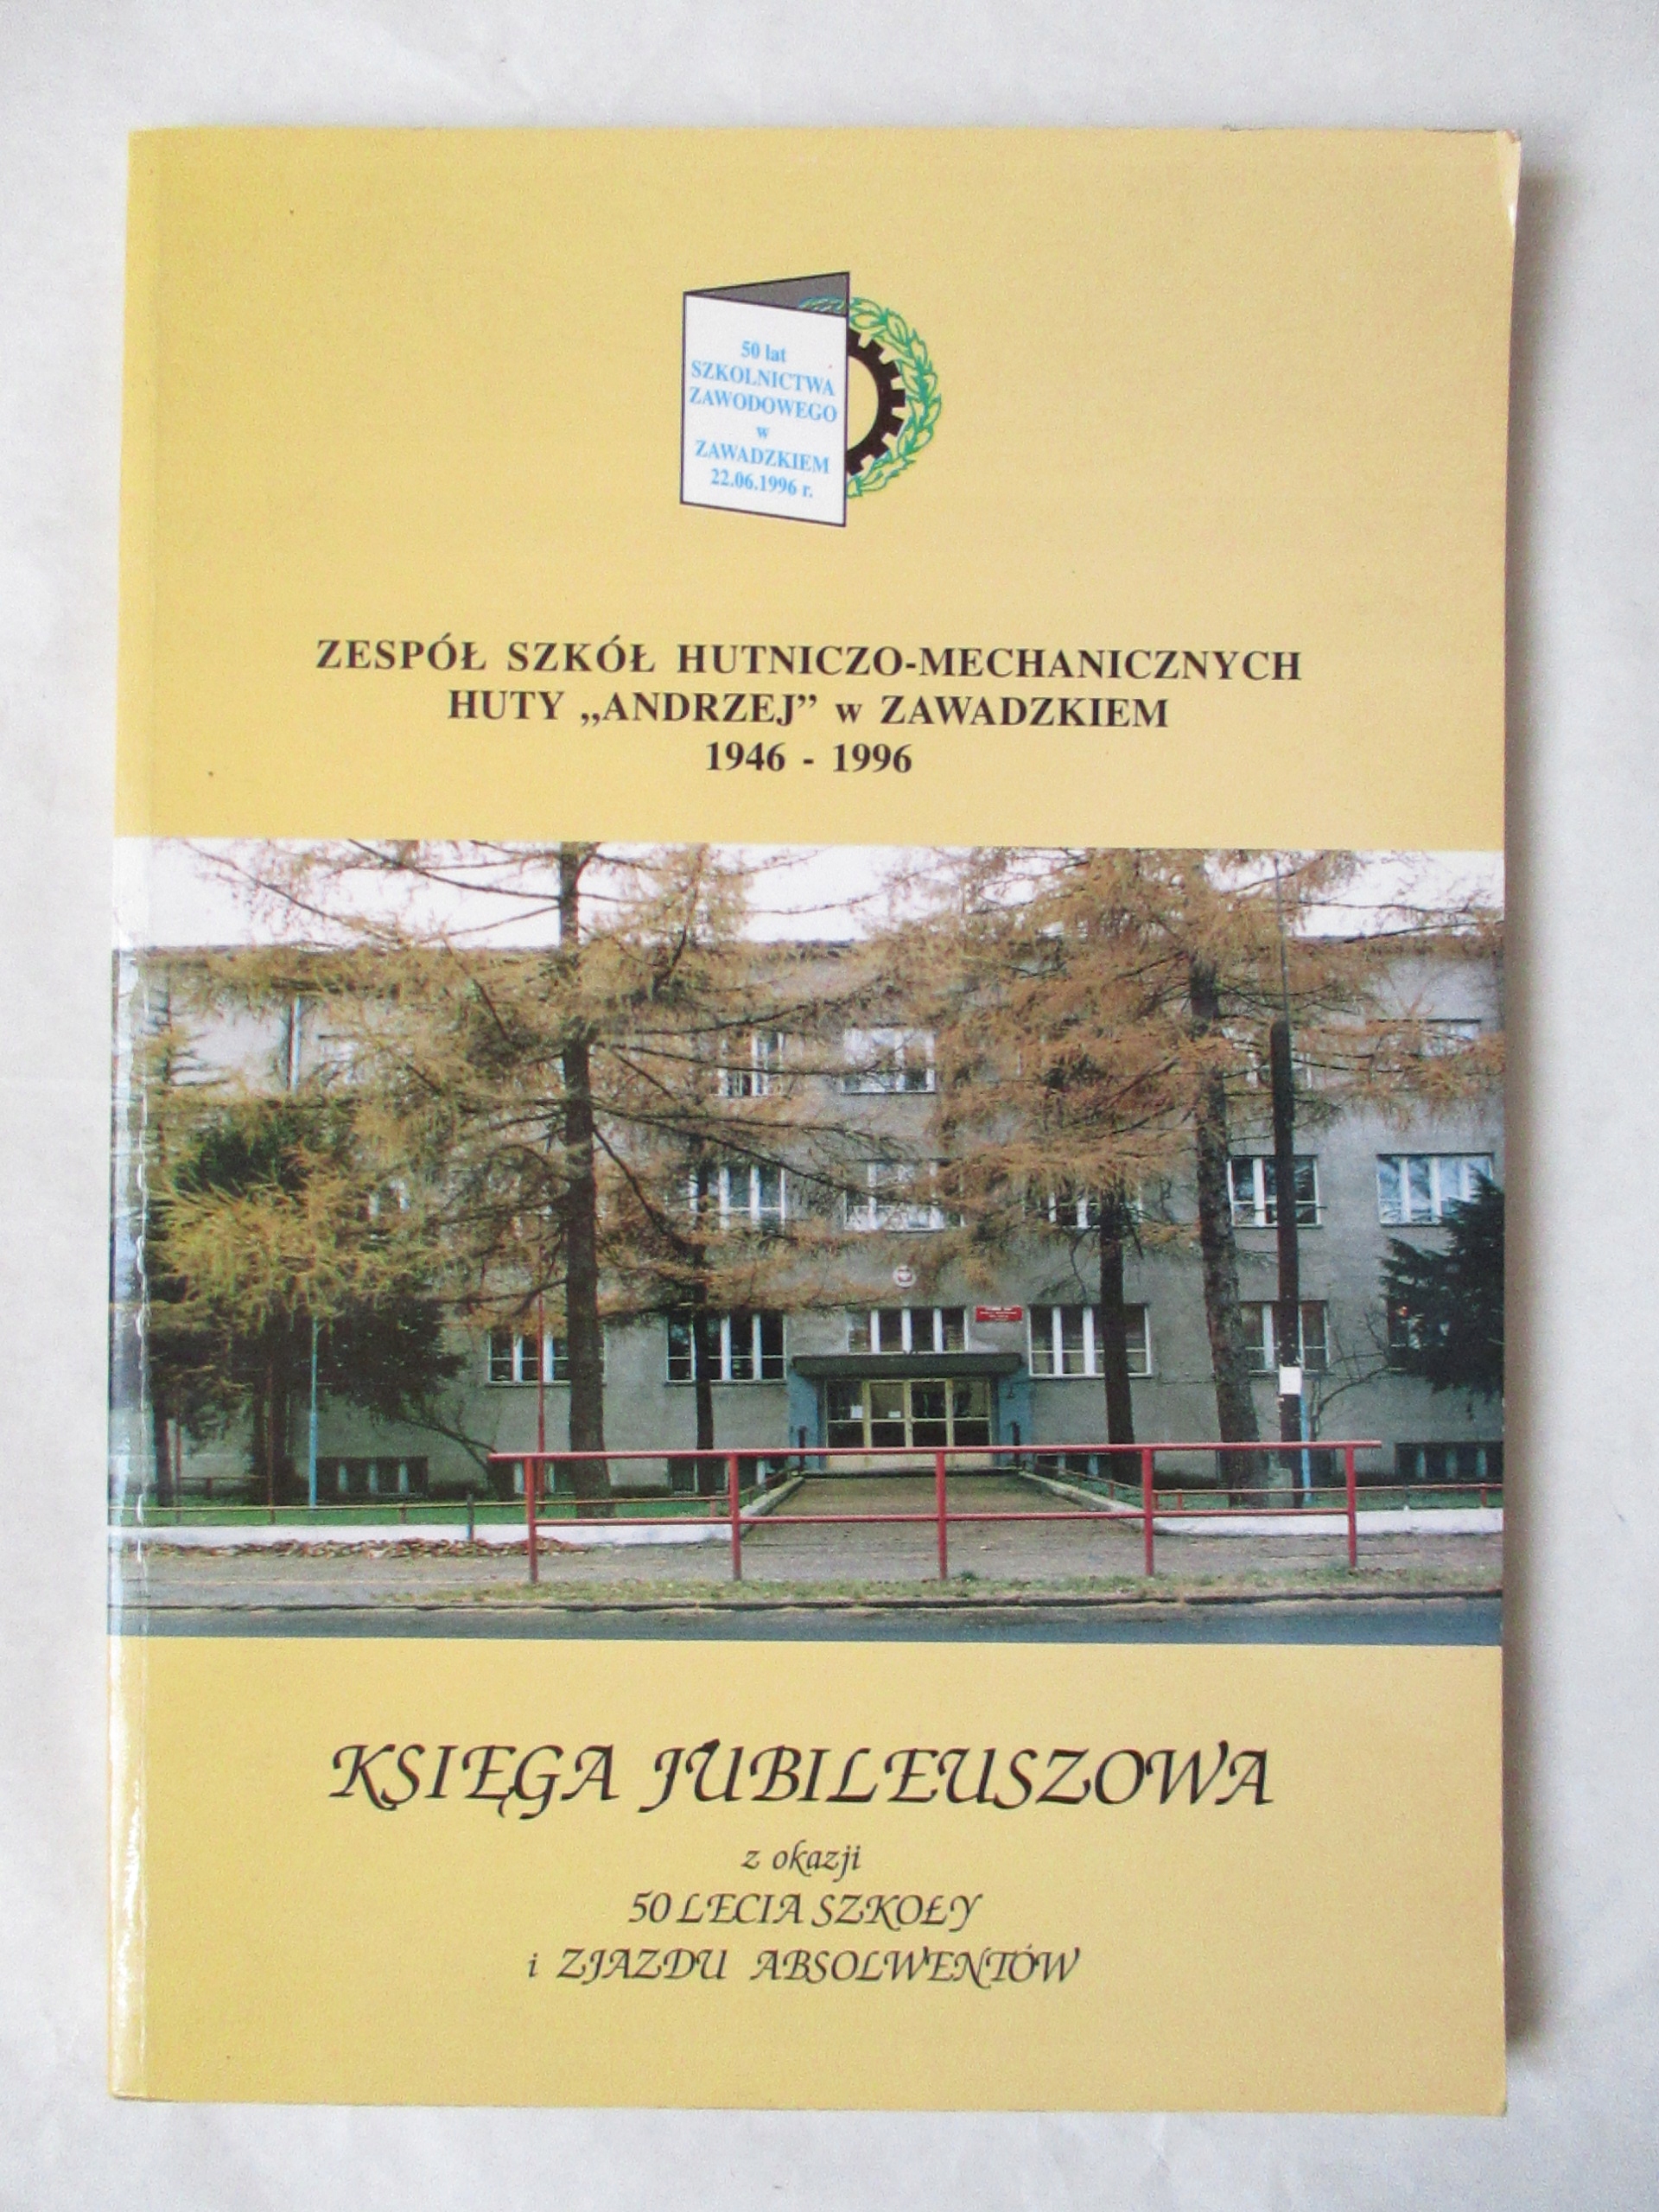 50 lat
SZKOLNICTWA
ZAWODOWEGO
w
ZAWADZKIEM
22.06.1996 r.
ZESPÓŁ SZKÓŁ HUTNICZO-MECHANICZNYCH
HUTY „ANDRZEJ” w ZAWADZKIEM
1946 - 1996
KSIĘGA JUBILEUSZOWA
z okazji
50 LECIA SZKOŁY
i ZJAZDU ABSOLWENTÓW